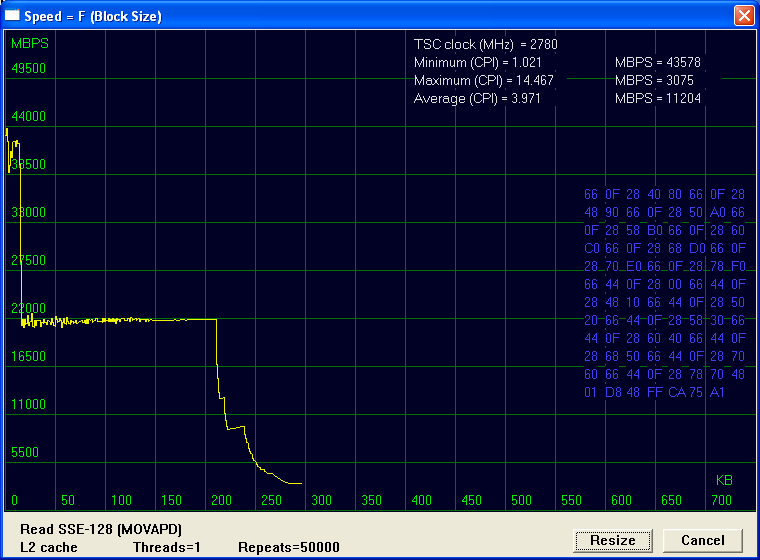 Speed = F (Block Size)
MBPS
49500
44000
38500
33000
27500
22000
16500
11000
5500
TSC clock (MHz) = 2780
Minimum (CPI) = 1.021 MBPS = 43578
Maximum (CPI) = 14.467 MBPS = 3075
Average (CPI) = 3.971 MBPS = 11204
66 0F 28 40 80 66 0F 28
48 90 66 0F 28 50 A0 66
0F 28 58 B0 66 0F 28 60
C0 66 0F 28 68 D0 66 0F
28 70 E0 66 0F 28 78 F0
66 44 0F 28 00 66 44 0F
28 48 10 66 44 0F 28 50
20 66 44 0F 28 58 30 66
44 0F 28 60 40 66 44 0F
28 68 50 66 44 0F 28 70
60 66 44 0F 28 78 70 48
01 D8 48 FF CA 75 A1
KB
0 50 100 150 200 250 300 350 400 450 500 550 600 650 700
Read SSE-128 (MOVAPD)
L2 cache Threads=1 Repeats=50000
Resize Cancel